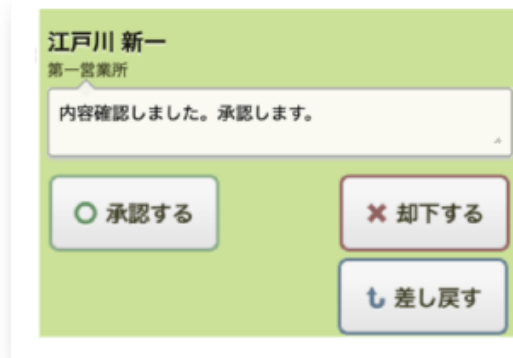 江戸川 新一
第一営業所
内容確認しました。承認します。
承認する
却下する
差し戻す